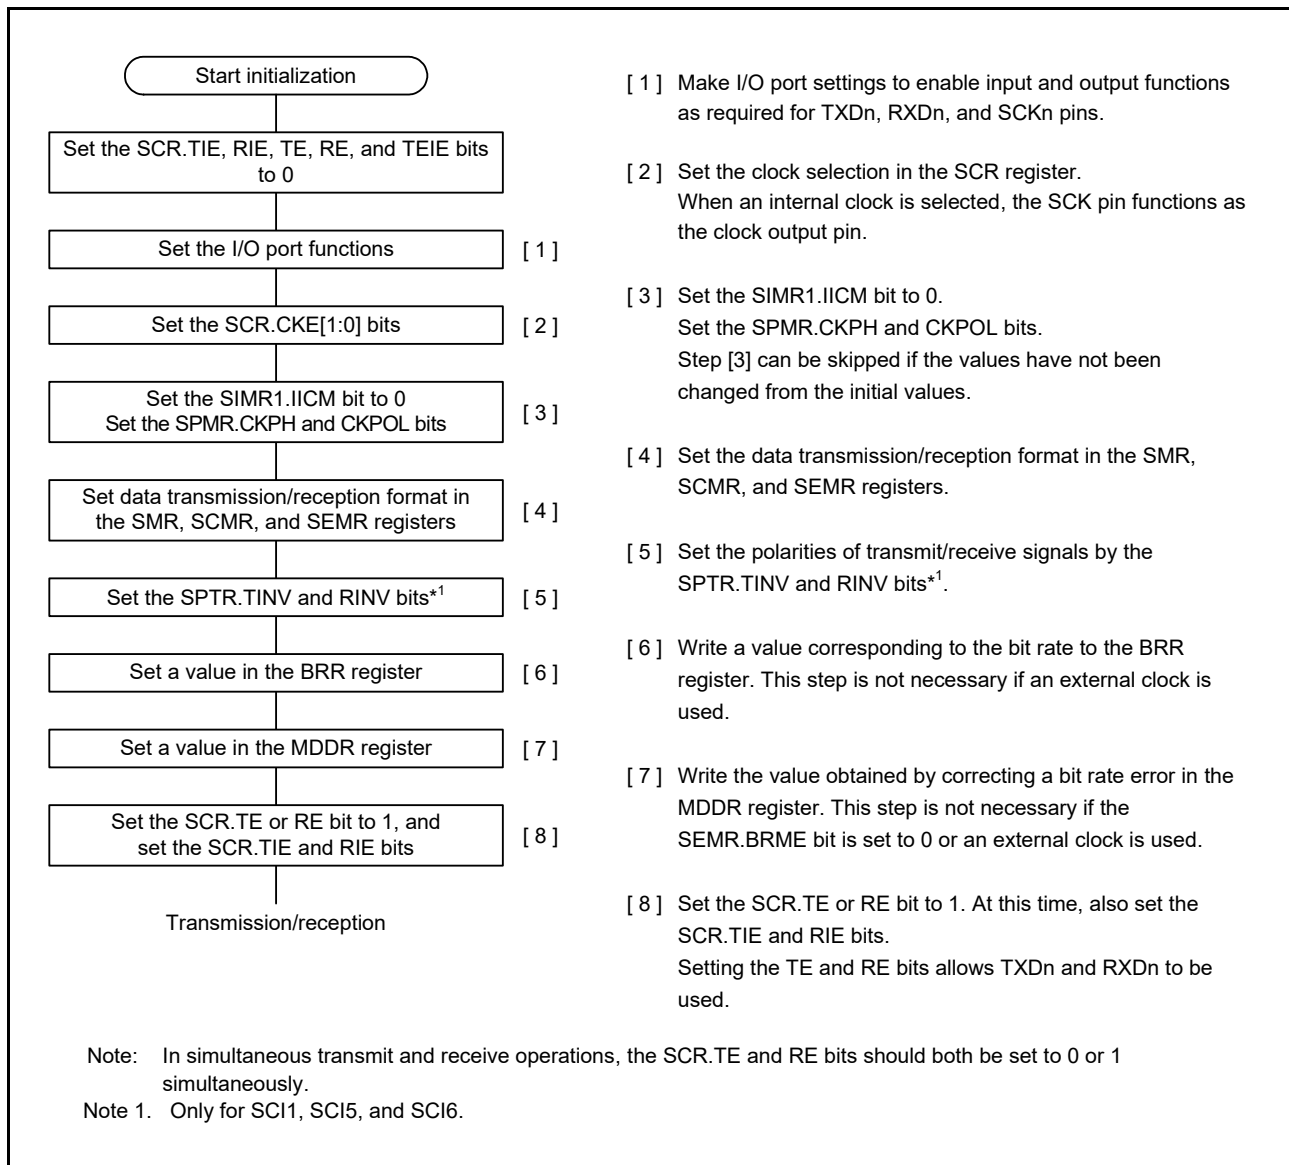 Start initialization
Set the SCR.TIE, RIE, TE, RE, and TEIE bits
to 0
Set the I/O port functions
[ 1 ]
Set the SCR.CKE[1:0] bits
[ 2 ]
Set the SIMR1.IICM bit to 0
Set the SPMR.CKPH and CKPOL bits
[ 3 ]
Set data transmission/reception format in
the SMR, SCMR, and SEMR registers
[ 4 ]
Set the SPTR.TINV and RINV bits*1
[ 5 ]
Set a value in the BRR register
[ 6 ]
Set a value in the MDDR register
[ 7 ]
Set the SCR.TE or RE bit to 1, and
set the SCR.TIE and RIE bits
[ 8 ]
Transmission/reception
[ 1 ] Make I/O port settings to enable input and output functions
as required for TXDn, RXDn, and SCKn pins.
[ 2 ] Set the clock selection in the SCR register.
When an internal clock is selected, the SCK pin functions as
the clock output pin.
[ 3 ] Set the SIMR1.IICM bit to 0.
Set the SPMR.CKPH and CKPOL bits.
Step [3] can be skipped if the values have not been
changed from the initial values.
[ 4 ] Set the data transmission/reception format in the SMR,
SCMR, and SEMR registers.
[ 5 ] Set the polarities of transmit/receive signals by the
SPTR.TINV and RINV bits*1.
[ 6 ] Write a value corresponding to the bit rate to the BRR
register. This step is not necessary if an external clock is
used.
[ 7 ] Write the value obtained by correcting a bit rate error in the
MDDR register. This step is not necessary if the
SEMR.BRME bit is set to 0 or an external clock is used.
[ 8 ] Set the SCR.TE or RE bit to 1. At this time, also set the
SCR.TIE and RIE bits.
Setting the TE and RE bits allows TXDn and RXDn to be
used.
Note: In simultaneous transmit and receive operations, the SCR.TE and RE bits should both be set to 0 or 1
simultaneously.
Note 1. Only for SCI1, SCI5, and SCI6.